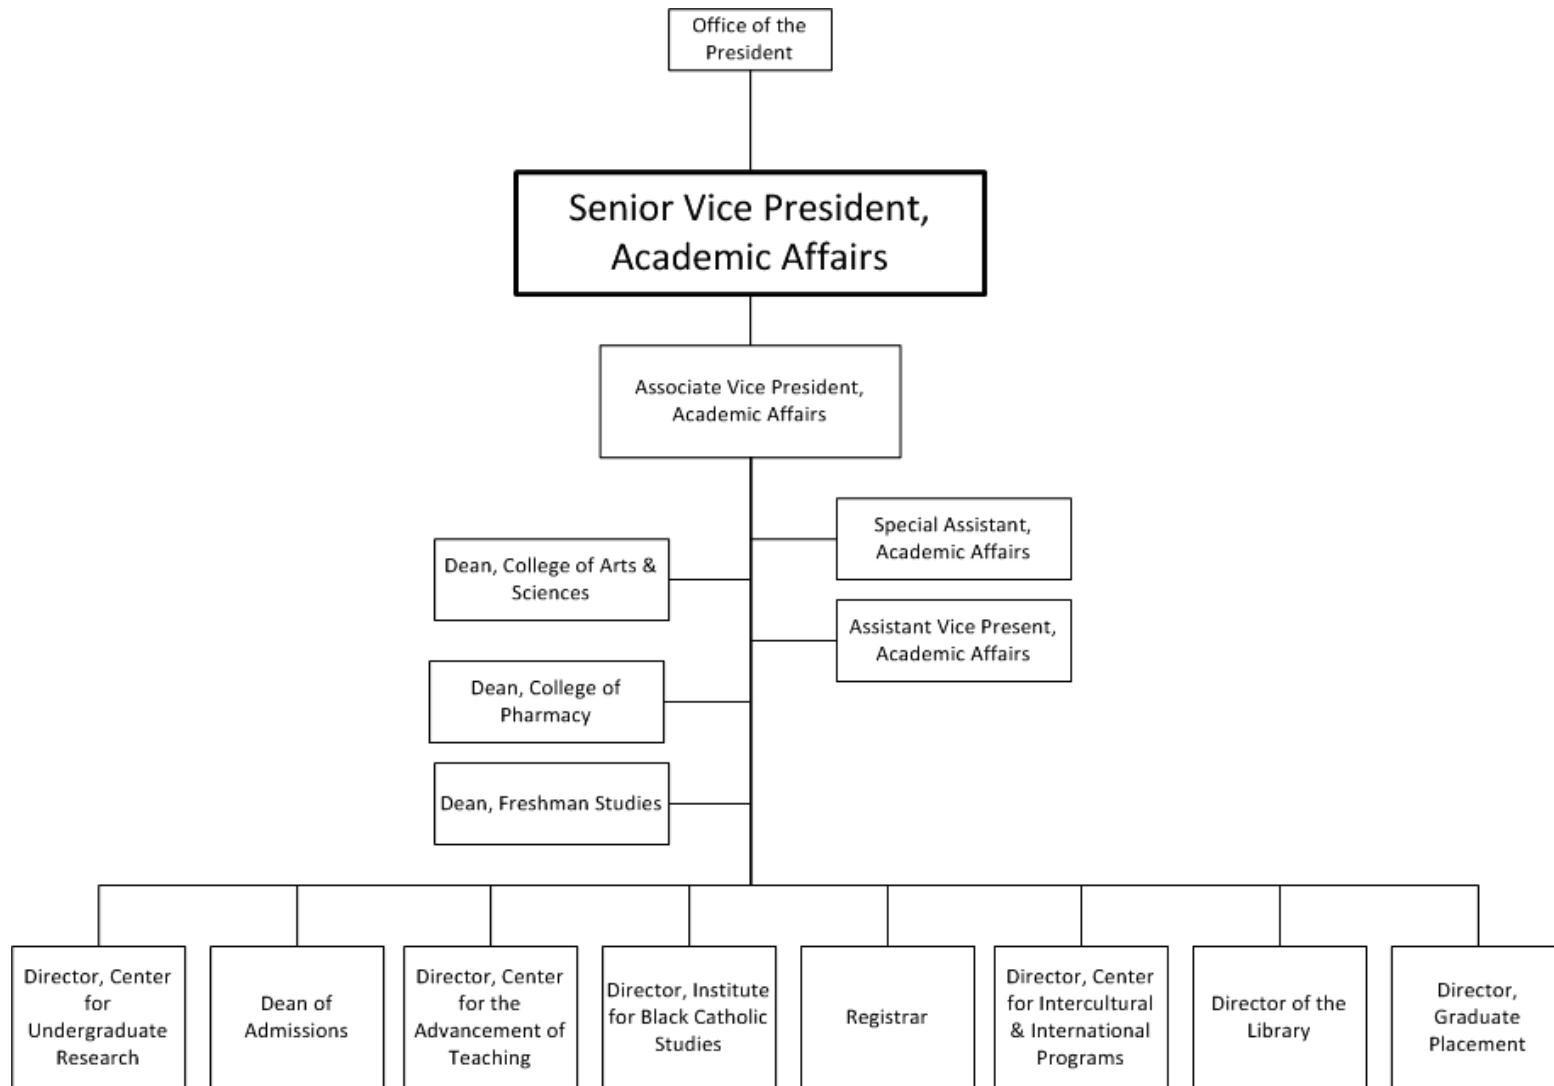 Office of the
President
Senior Vice President,
Academic Affairs
Associate Vice President,
Academic Affairs
Special Assistant,
Academic Affairs
Dean, College of Arts &
Sciences
Assistant Vice Present,
Academic Affairs
Dean, College of
Pharmacy
Dean, Freshman Studies
Director, Center
for
Undergraduate
Research
Dean of
Admissions
Director, Center
for the
Advancement of
Teaching
Director, Institute
for Black Catholic
Studies
Registrar
Director, Center
for Intercultural
& International
Programs
Director of the
Library
Director,
Graduate
Placement